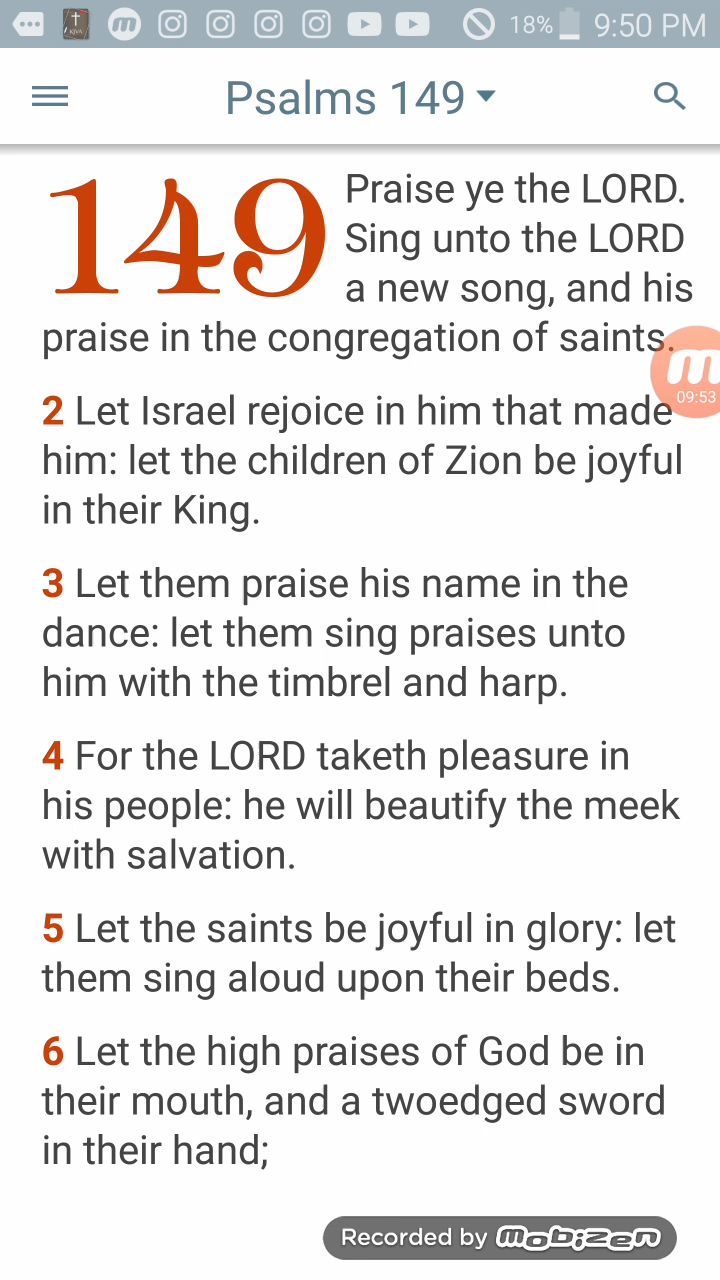 18% 9:50 PM
Psalms 149
149 Praise ye the LORD.
Sing unto the LORD
a new song, and his
praise in the congregation of saints.
m
09:53
2 Let Israel rejoice in him that made
him: let the children of Zion be joyful
in their King.
3 Let them praise his name in the
dance: let them sing praises unto
him with the timbrel and harp.
4 For the LORD taketh pleasure in
his people: he will beautify the meek
with salvation.
5 Let the saints be joyful in glory: let
them sing aloud upon their beds.
6 Let the high praises of God be in
their mouth, and a twoedged sword
in their hand;
Recorded by mobizen